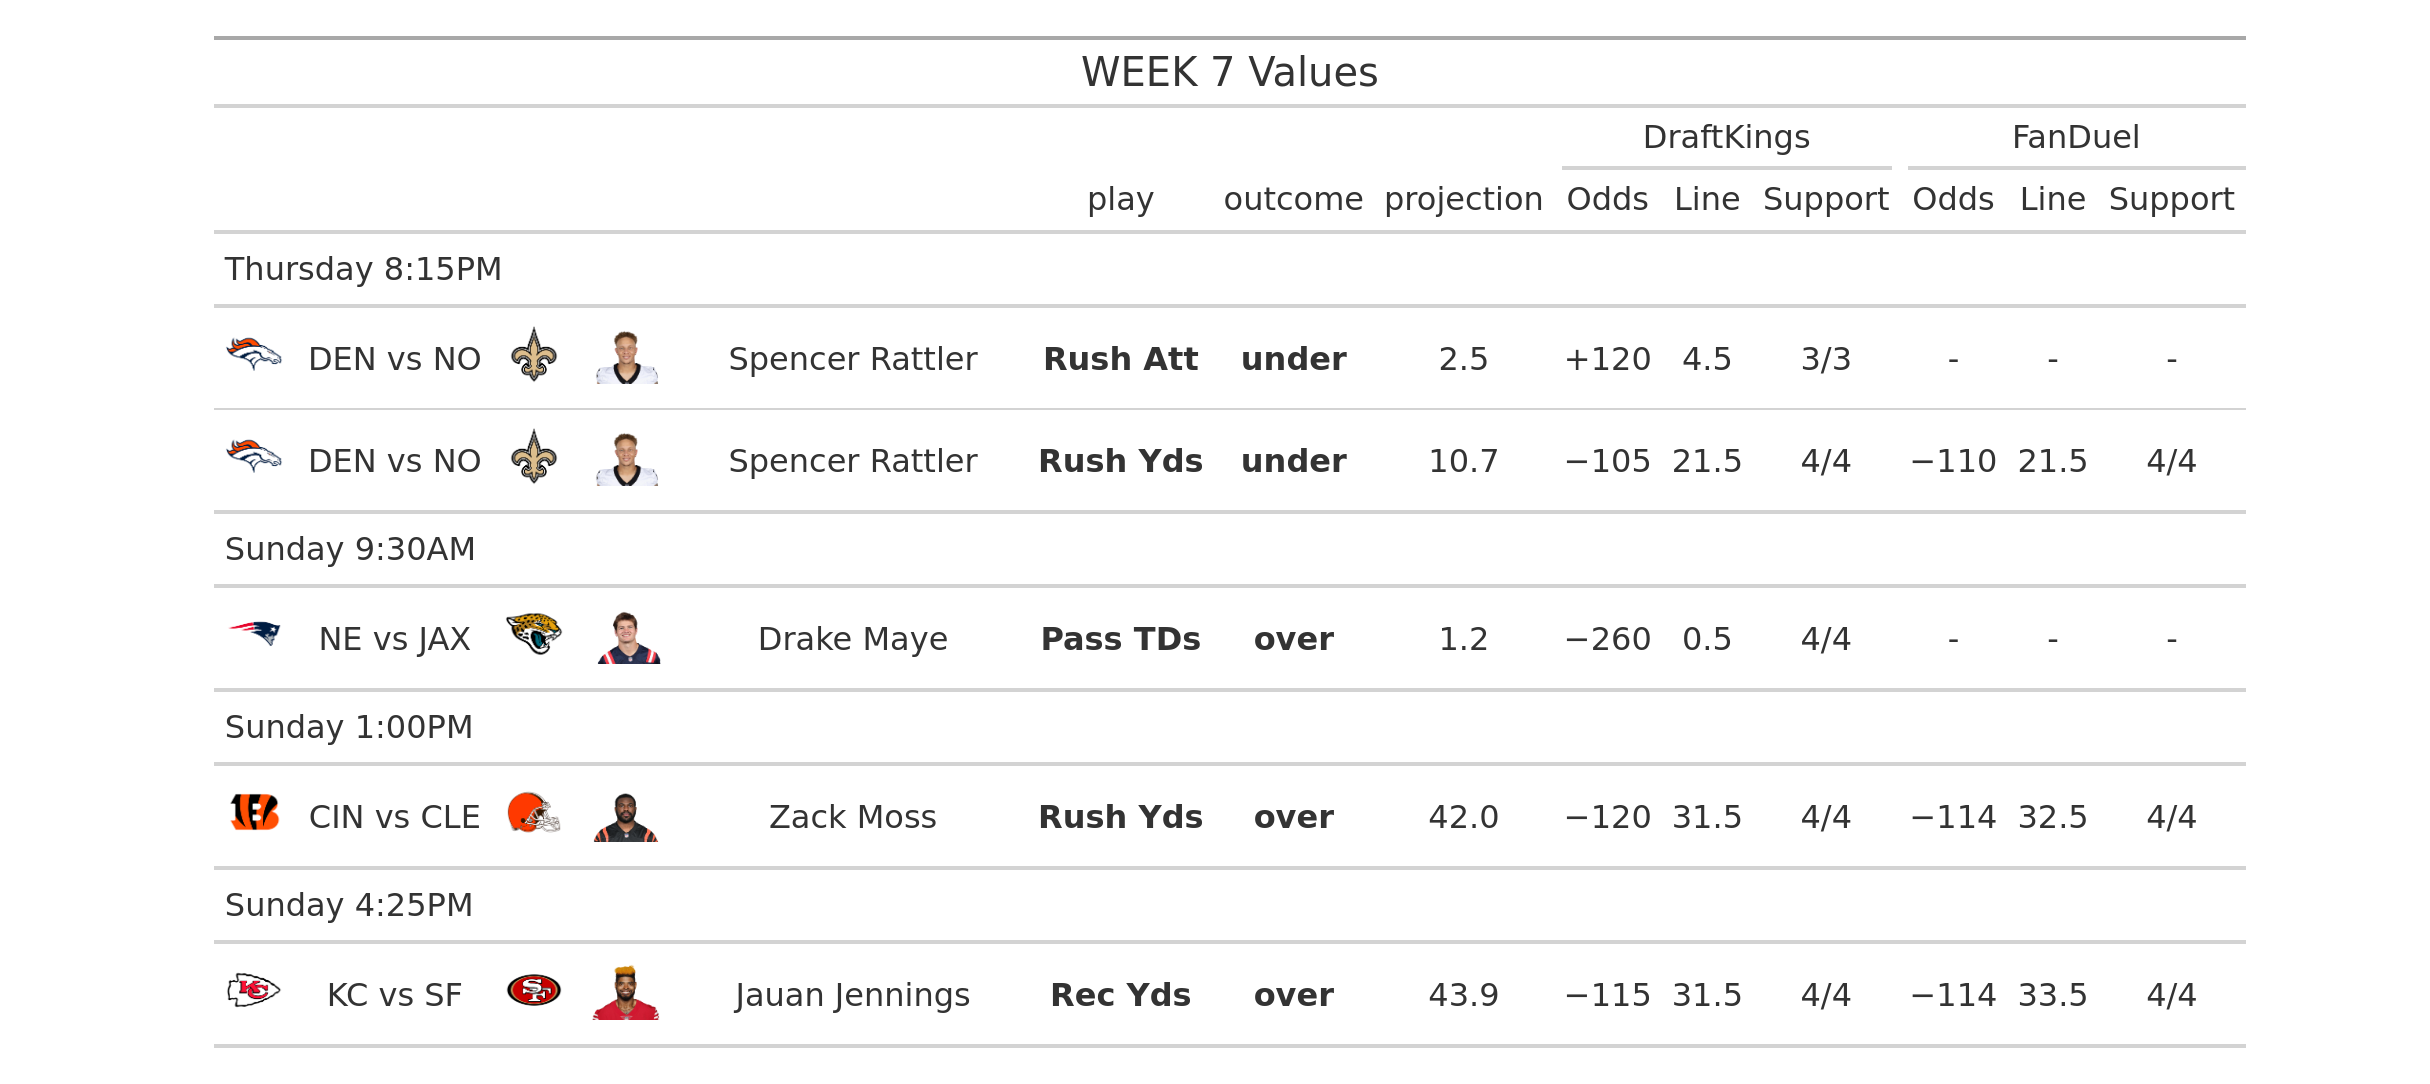 WEEK 7 Values
DraftKings FanDuel
play outcome projection Odds Line Support Odds Line Support
Thursday 8:15PM
DEN vs NO Spencer Rattler Rush Att under 2.5 +120 4.5 3/3 - - -
DEN vs NO Spencer Rattler Rush Yds under 10.7 −105 21.5 4/4 −110 21.5 4/4
Sunday 9:30AM
NE vs JAX Drake Maye Pass TDs over 1.2 −260 0.5 4/4 - - -
Sunday 1:00PM
CIN vs CLE Zack Moss Rush Yds over 42.0 −120 31.5 4/4 −114 32.5 4/4
Sunday 4:25PM
KC KC vs SF SF Jauan Jennings Rec Yds over 43.9 −115 31.5 4/4 −114 33.5 4/4